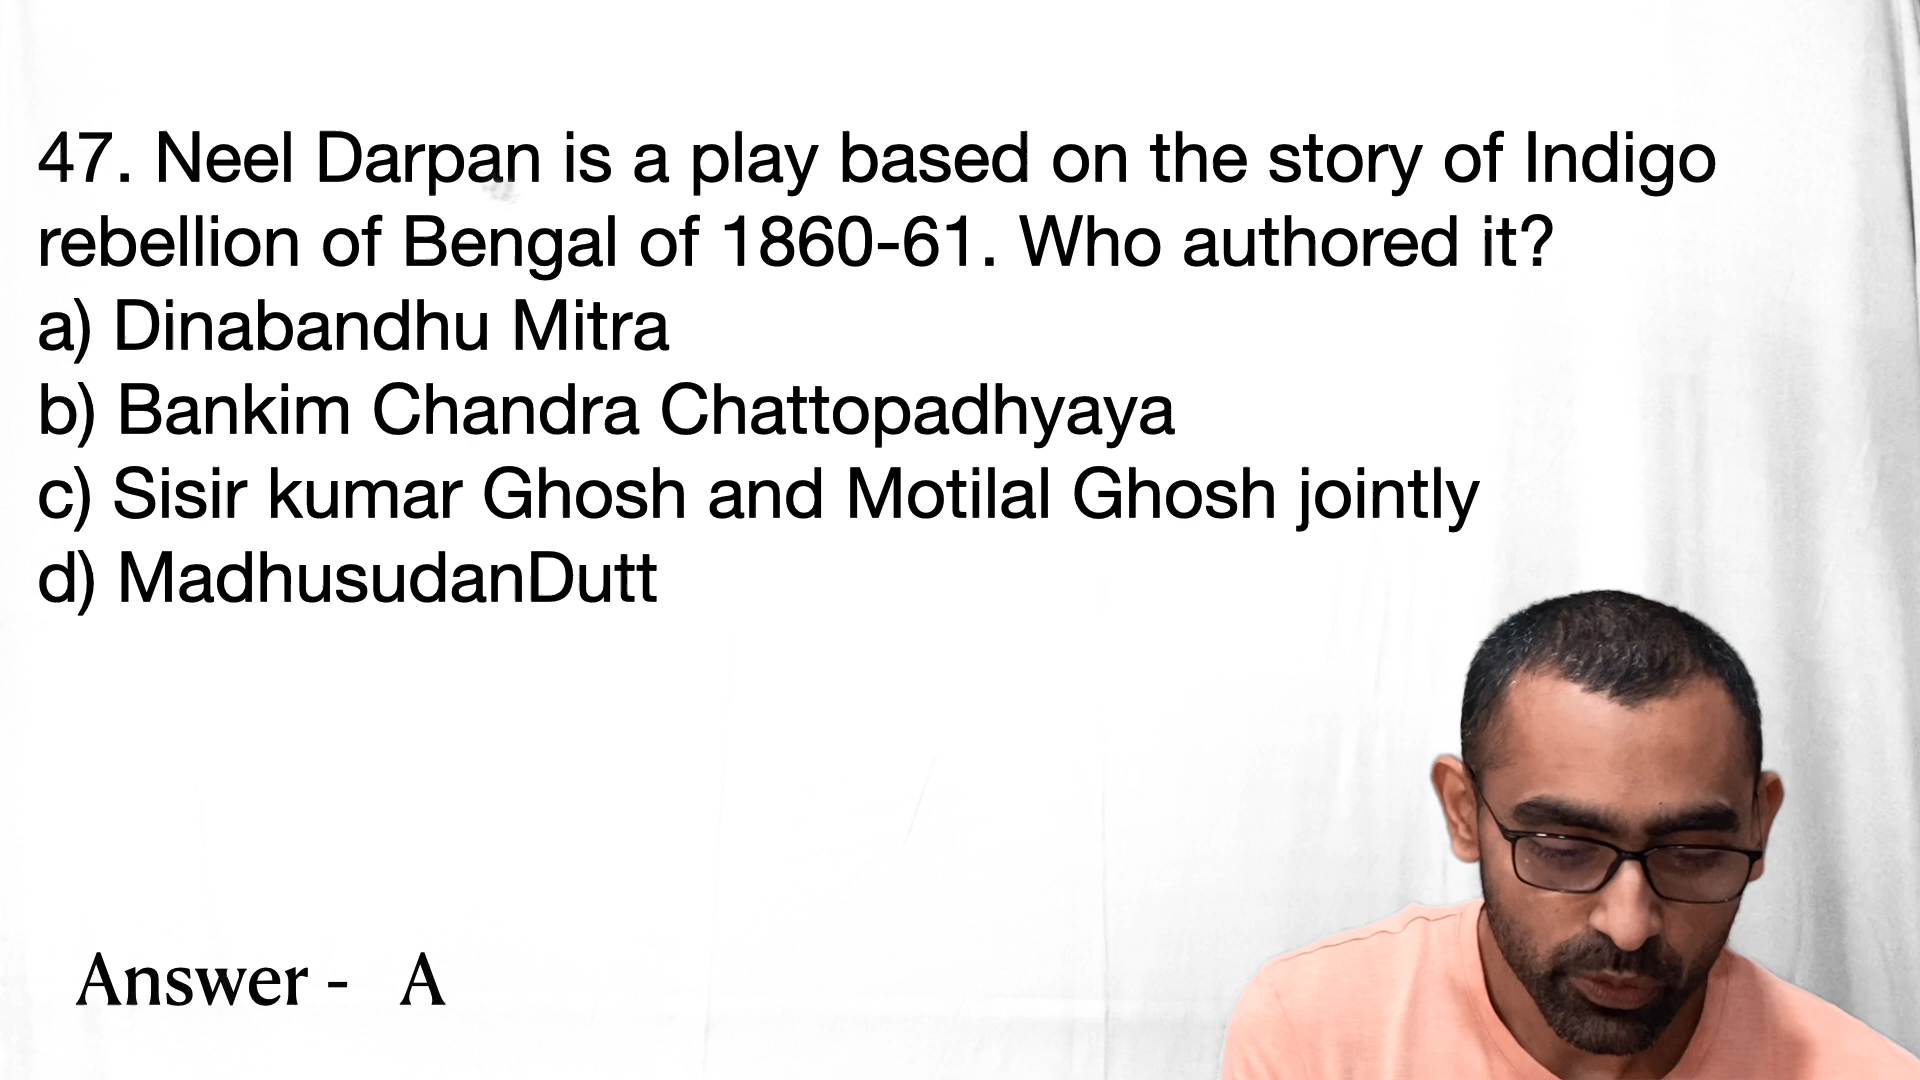 47. Neel Darpan is a play based on the story of Indigo
rebellion of Bengal of 1860-61. Who authored it?
a) Dinabandhu Mitra
b) Bankim Chandra Chattopadhyaya
c) Sisir kumar Ghosh and Motilal Ghosh jointly
d) MadhusudanDutt
Answer - A